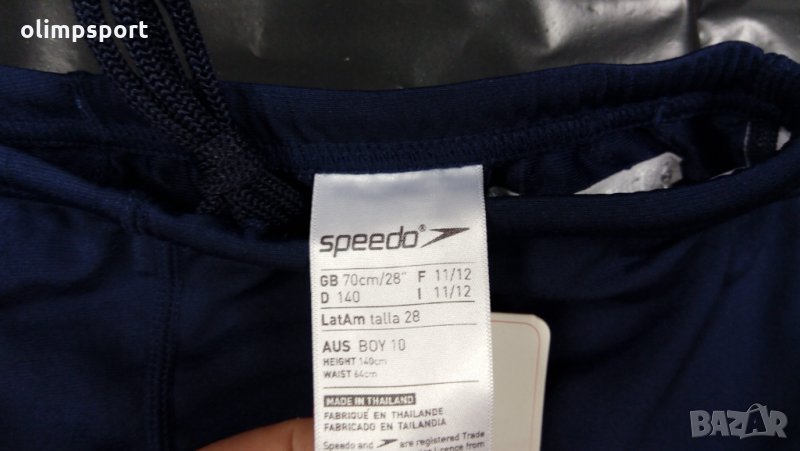 olimpsport
speedo®
GB 70cm/28" F 11/12
D 140 I 11/12
LatAm talla 28
AUS BOY 10
HEIGHT 140cm
WAIST 64cm
MADE IN THAILAND
FABRIQUÉ EN THAILANDE
FABRICADO EN TAILANDIA
Speedo and are registered Trade
BAZAR